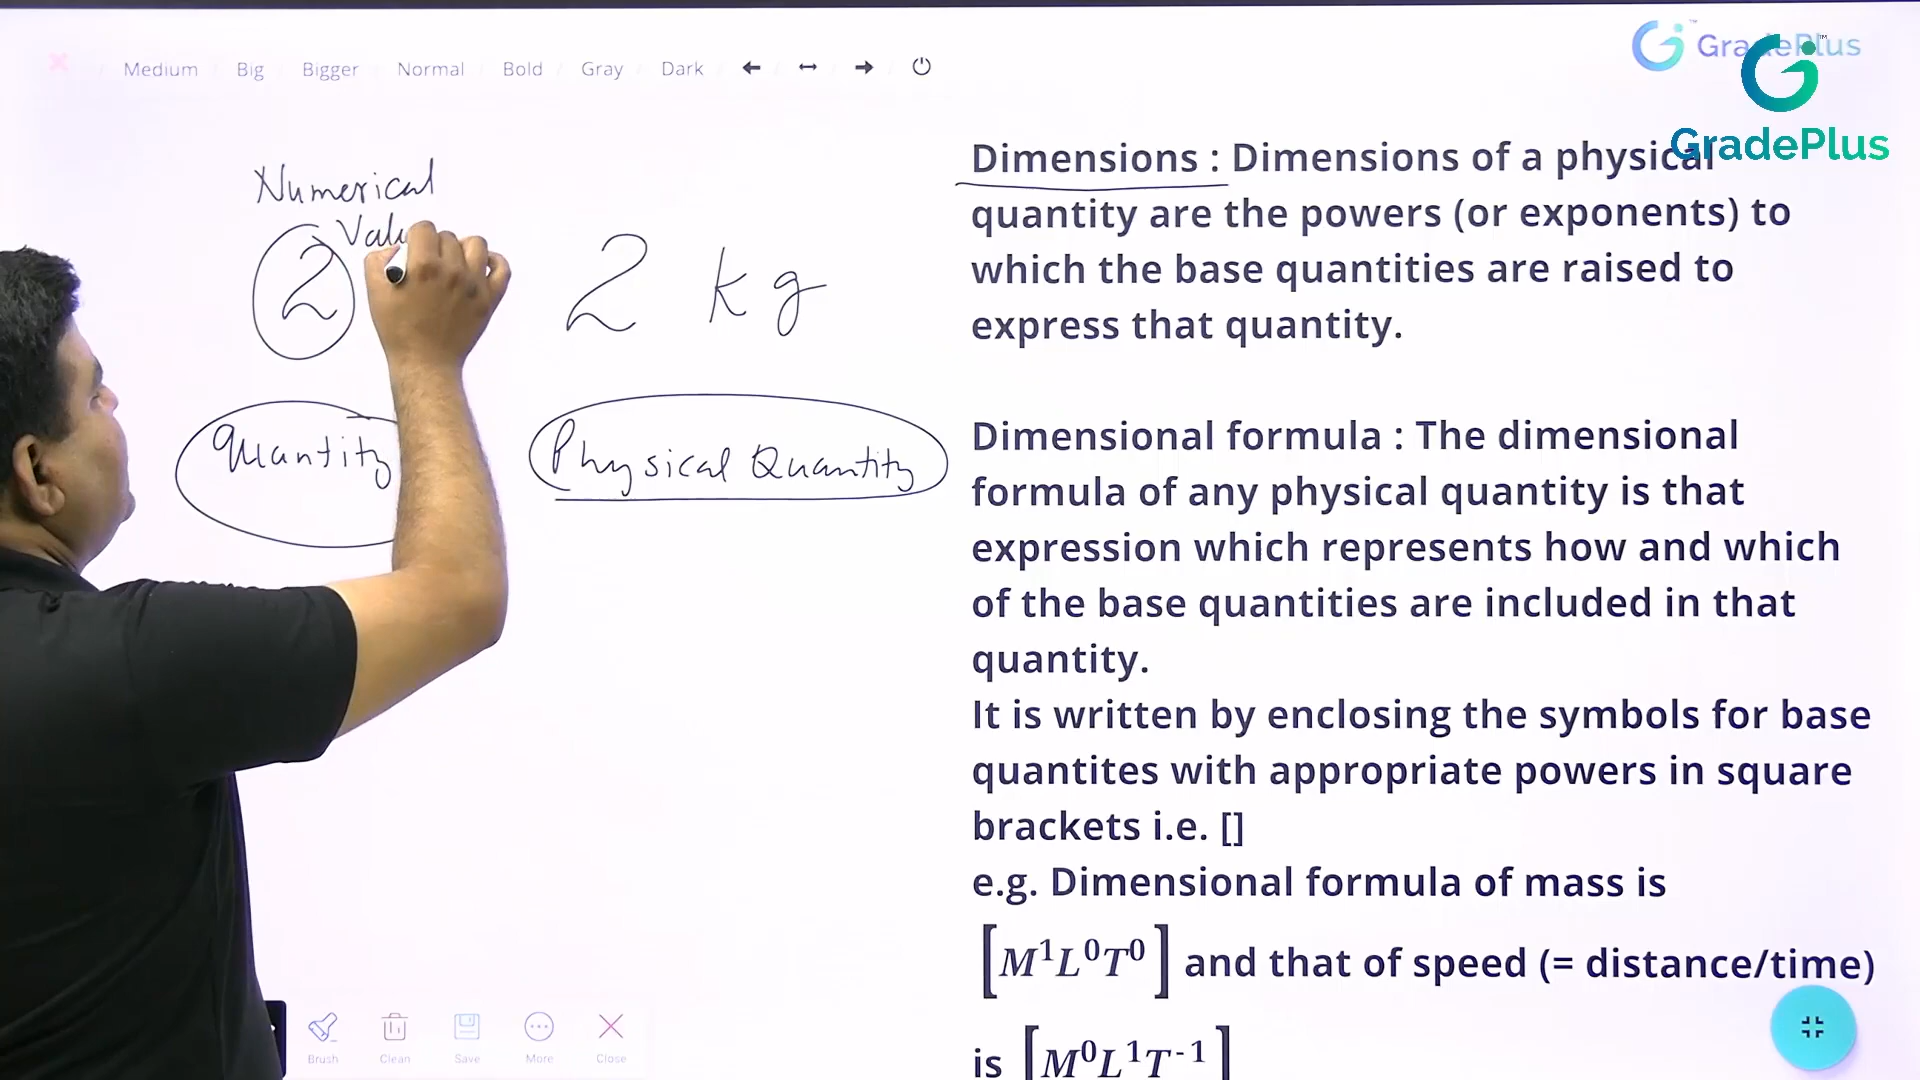 Medium / Big / Bigger / Normal / Bold / Gray / Dark
GradePlus
GradePlus
Numerical
2
2 kg
Quantity
Physical Quantity
Dimensions : Dimensions of a physical
quantity are the powers (or exponents) to
which the base quantities are raised to
express that quantity.
Dimensional formula : The dimensional
formula of any physical quantity is that
expression which represents how and which
of the base quantities are included in that
quantity.
It is written by enclosing the symbols for base
quantites with appropriate powers in square
brackets i.e. []
e.g. Dimensional formula of mass is
[M¹L⁰T⁰] and that of speed (= distance/time)
is [M⁰L¹T⁻¹]
Brush Clean Save More Close